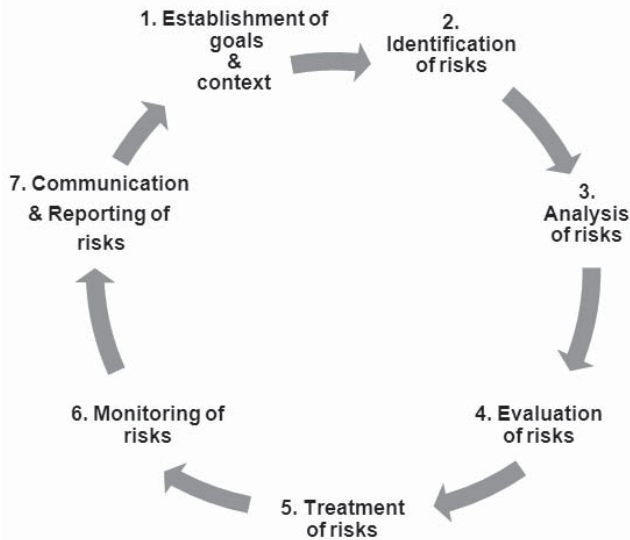 1. Establishment of
goals
&
context
2.
Identification
of risks
3.
Analysis
of risks
4. Evaluation
of risks
5. Treatment
of risks
6. Monitoring of
risks
7. Communication
& Reporting of
risks